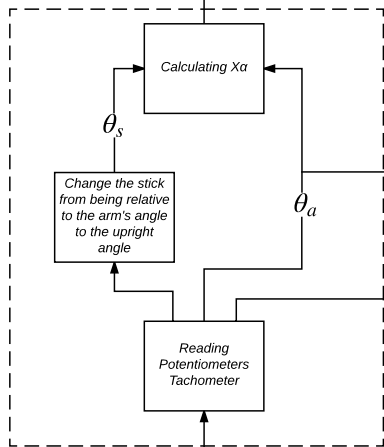 Calculating Xα
θs
Change the stick
from being relative
to the arm's angle
to the upright
angle
θa
Reading
Potentiometers
Tachometer